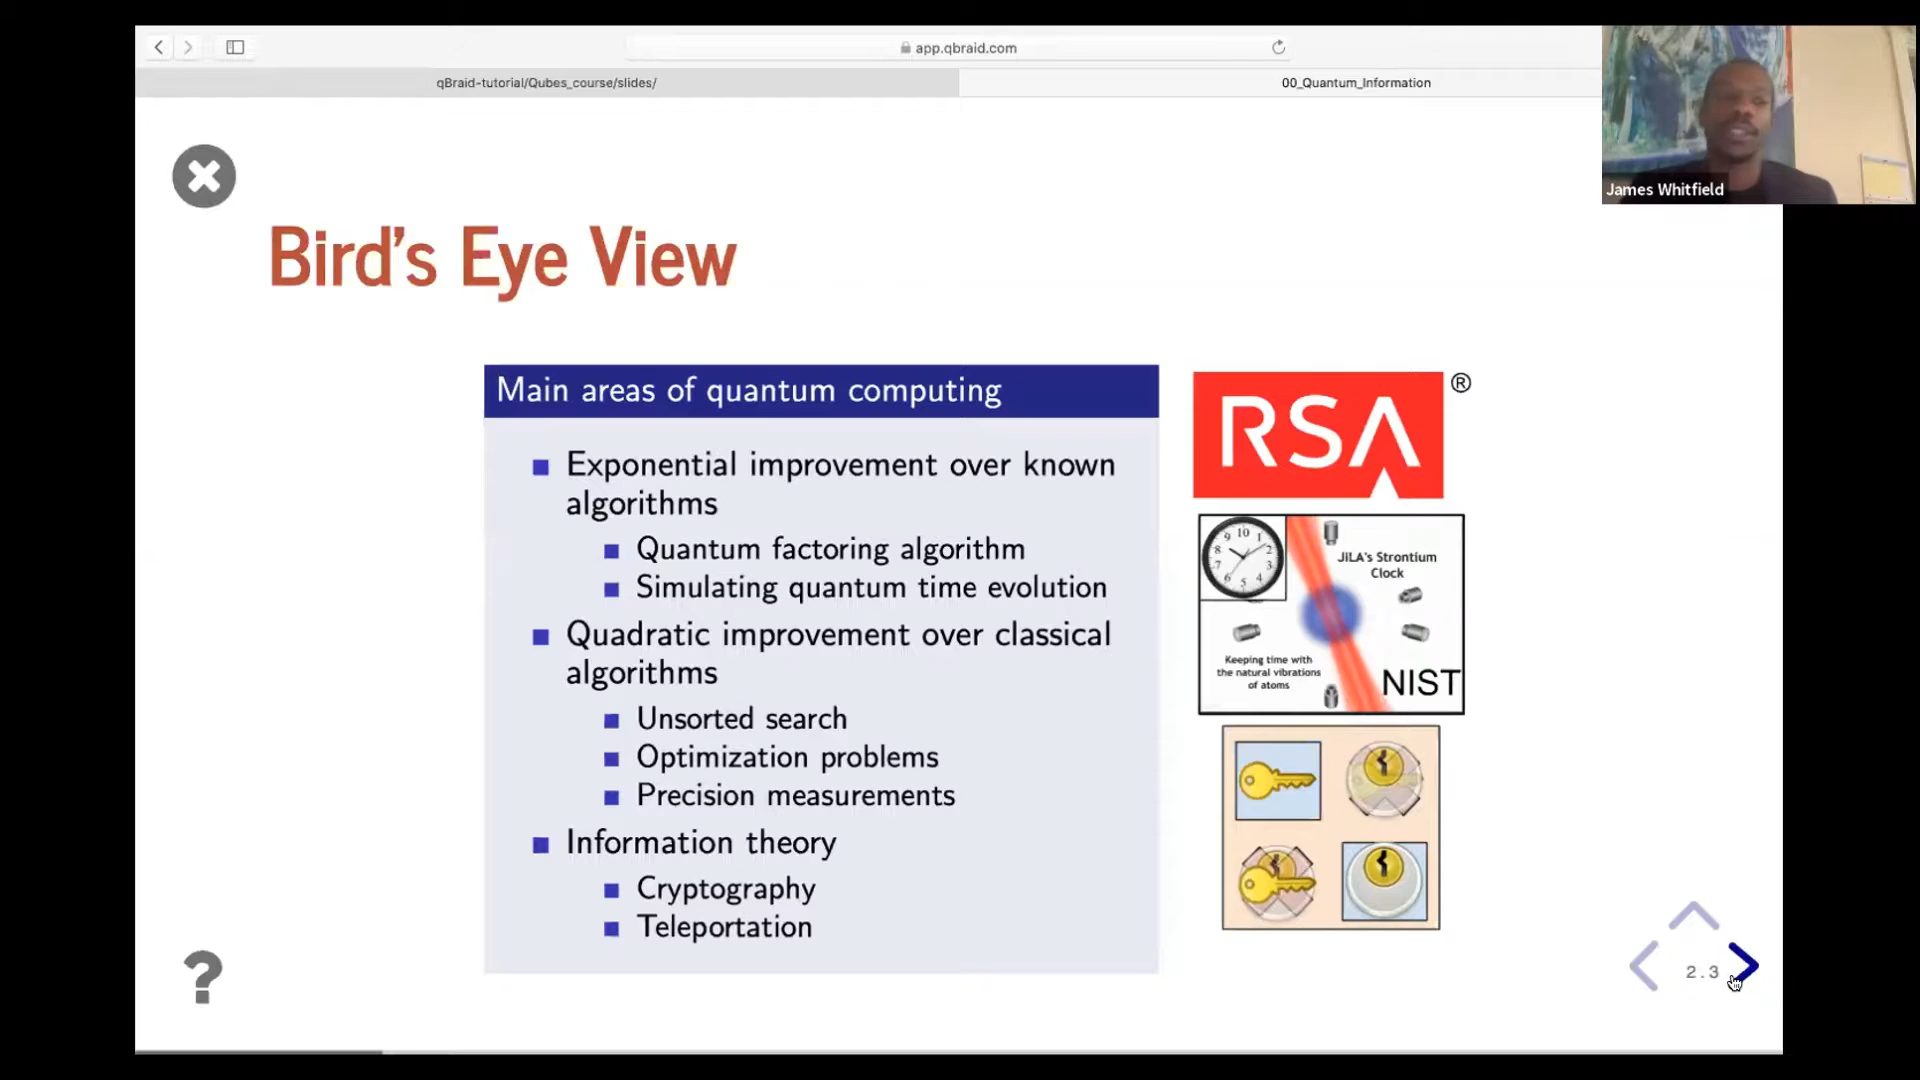 app.qbraid.com
qBraid-tutorial/Qubes_course/slides/
00_Quantum_Information
James Whitfield
Bird's Eye View
Main areas of quantum computing
Exponential improvement over known
algorithms
Quantum factoring algorithm
Simulating quantum time evolution
Quadratic improvement over classical
algorithms
Unsorted search
Optimization problems
Precision measurements
Information theory
Cryptography
Teleportation
RSA®
JiLA's Strontium
Clock
Keeping time with
the natural vibrations
of atoms
NIST
?
2.3